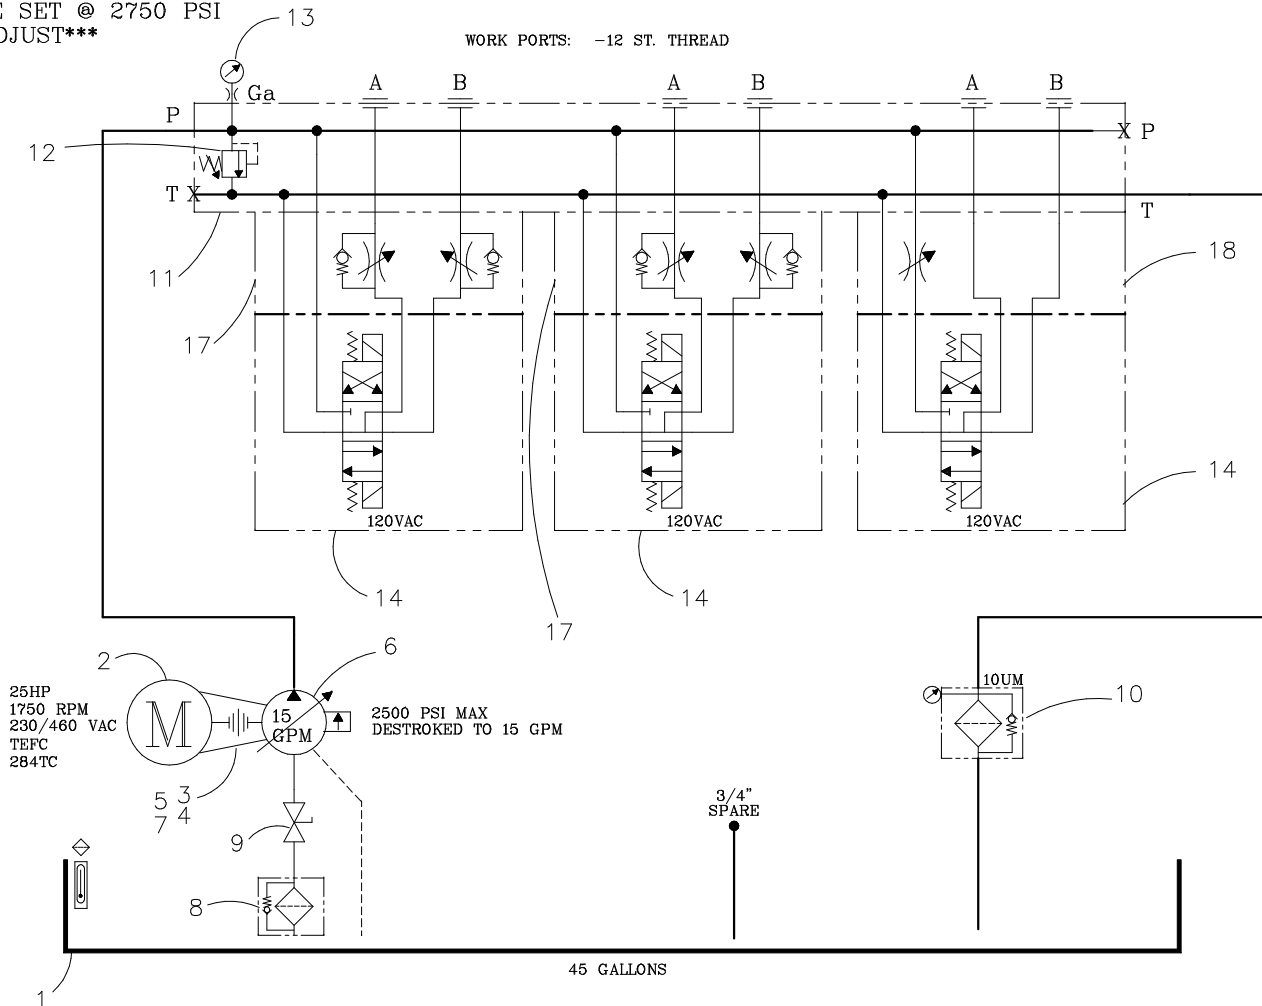 E SET @ 2750 PSI
DJUST***
13
WORK PORTS: -12 ST. THREAD
Ga
A B A B A B
P
X P
12
T X
T
11
18
17
14
120VAC 120VAC 120VAC
14 14
17
6
2
25HP
1750 RPM
230/460 VAC
TEFC
284TC
M
15
GPM
2500 PSI MAX
DESTROKED TO 15 GPM
10UM
10
5 3
7 4
3/4"
SPARE
9
8
45 GALLONS
1